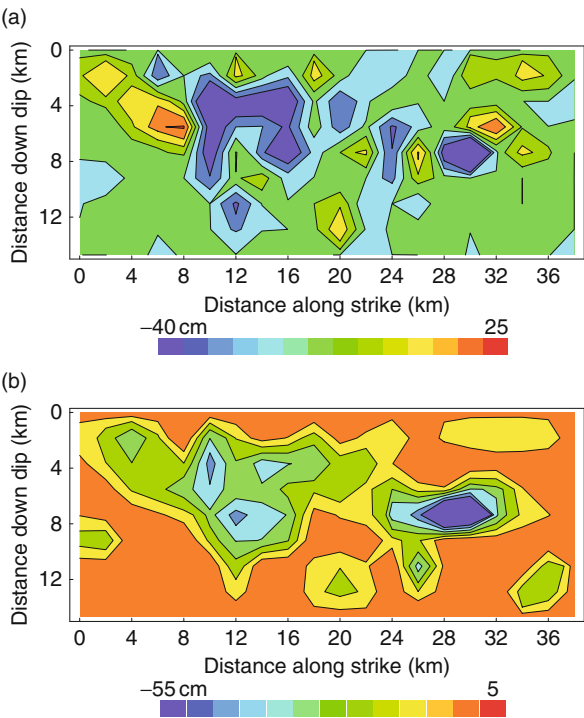 (a)
Distance down dip (km)
0
4
8
12
0 4 8 12 16 20 24 28 32 36
Distance along strike (km)
−40 cm 25
(b)
Distance down dip (km)
0
4
8
12
0 4 8 12 16 20 24 28 32 36
Distance along strike (km)
−55 cm 5